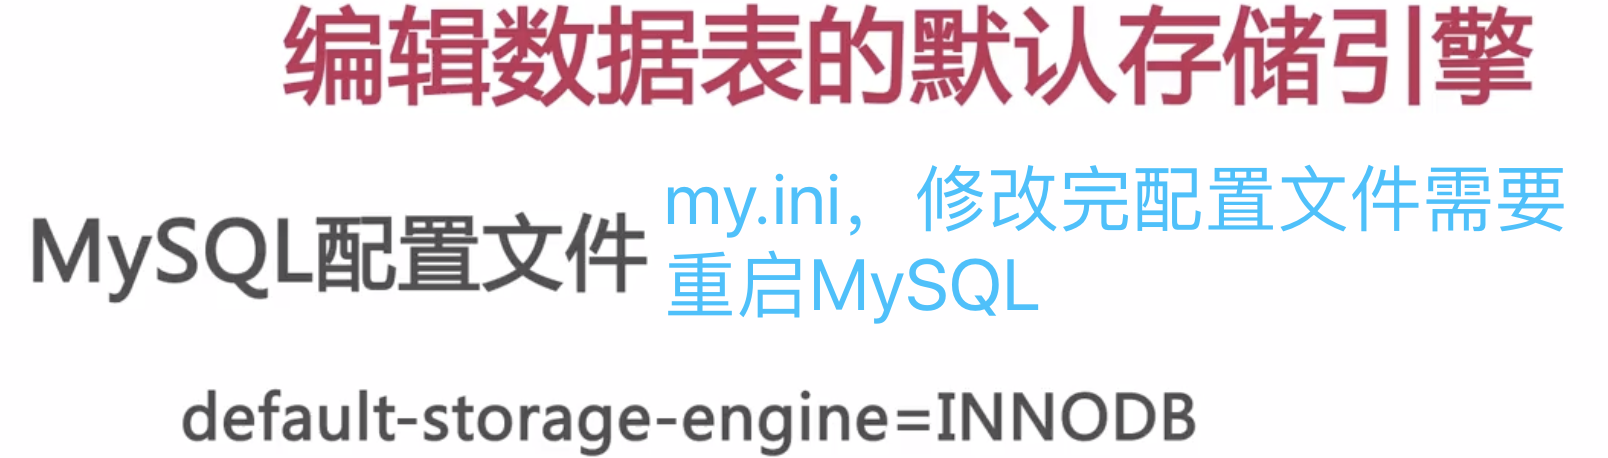 编辑数据表的默认存储引擎
MySQL配置文件
my.ini，修改完配置文件需要
重启MySQL
default-storage-engine=INNODB